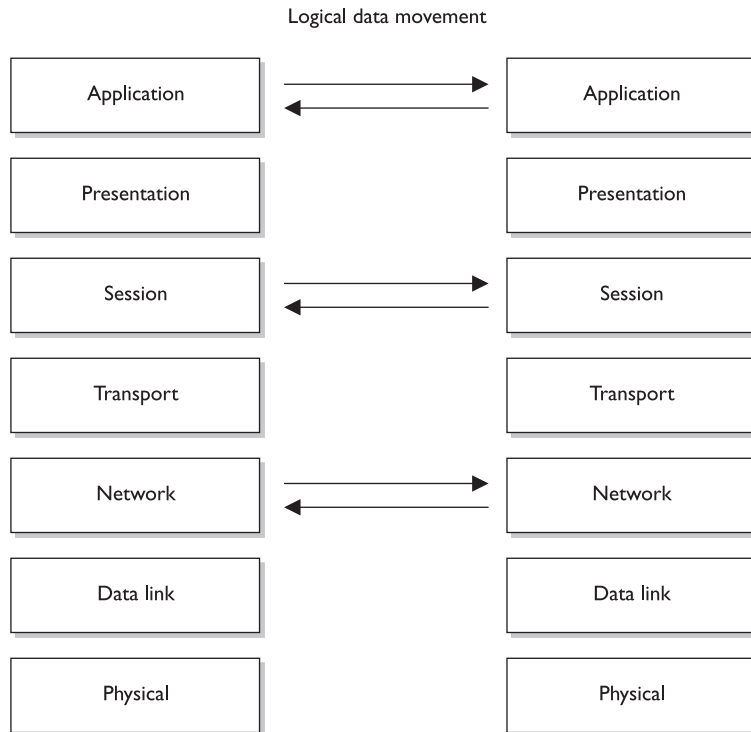 Logical data movement
Application
Application
Presentation
Presentation
Session
Session
Transport
Transport
Network
Network
Data link
Data link
Physical
Physical